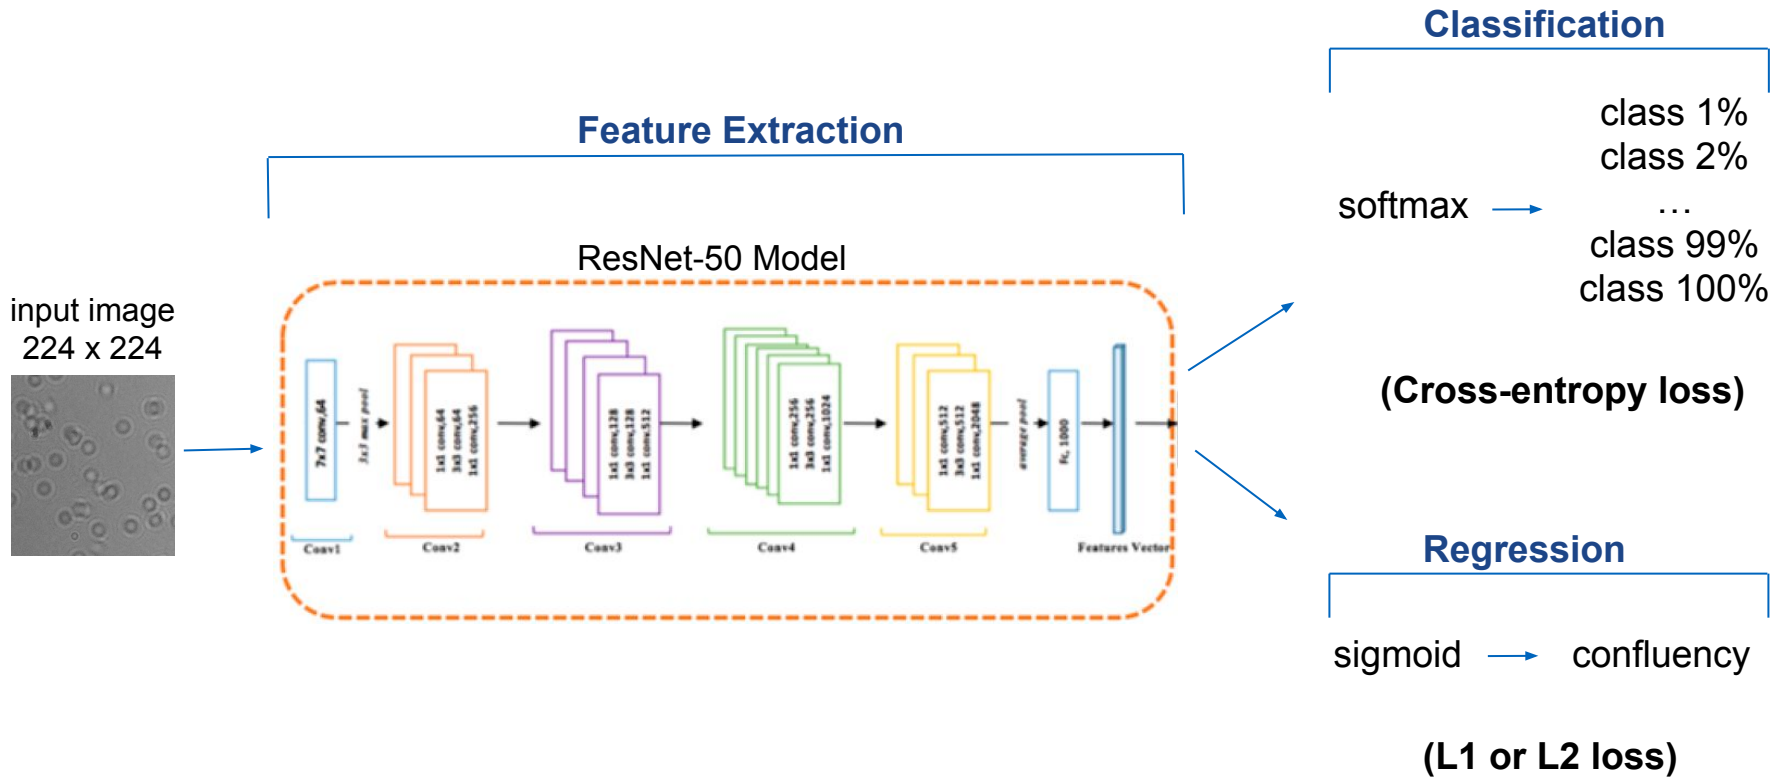 Classification
class 1%
class 2%
softmax
…
class 99%
class 100%
(Cross-entropy loss)
Feature Extraction
ResNet-50 Model
input image
224 x 224
7x7 conv,64
3x3 max pool
1x1 conv,64
3x3 conv,64
1x1 conv,256
1x1 conv,128
3x3 conv,128
1x1 conv,512
1x1 conv,256
3x3 conv,256
1x1 conv,1024
1x1 conv,512
3x3 conv,512
1x1 conv,2048
average pool
Fc, 1000
Conv1
Conv2
Conv3
Conv4
Conv5
Features Vector
Regression
sigmoid
confluency
(L1 or L2 loss)